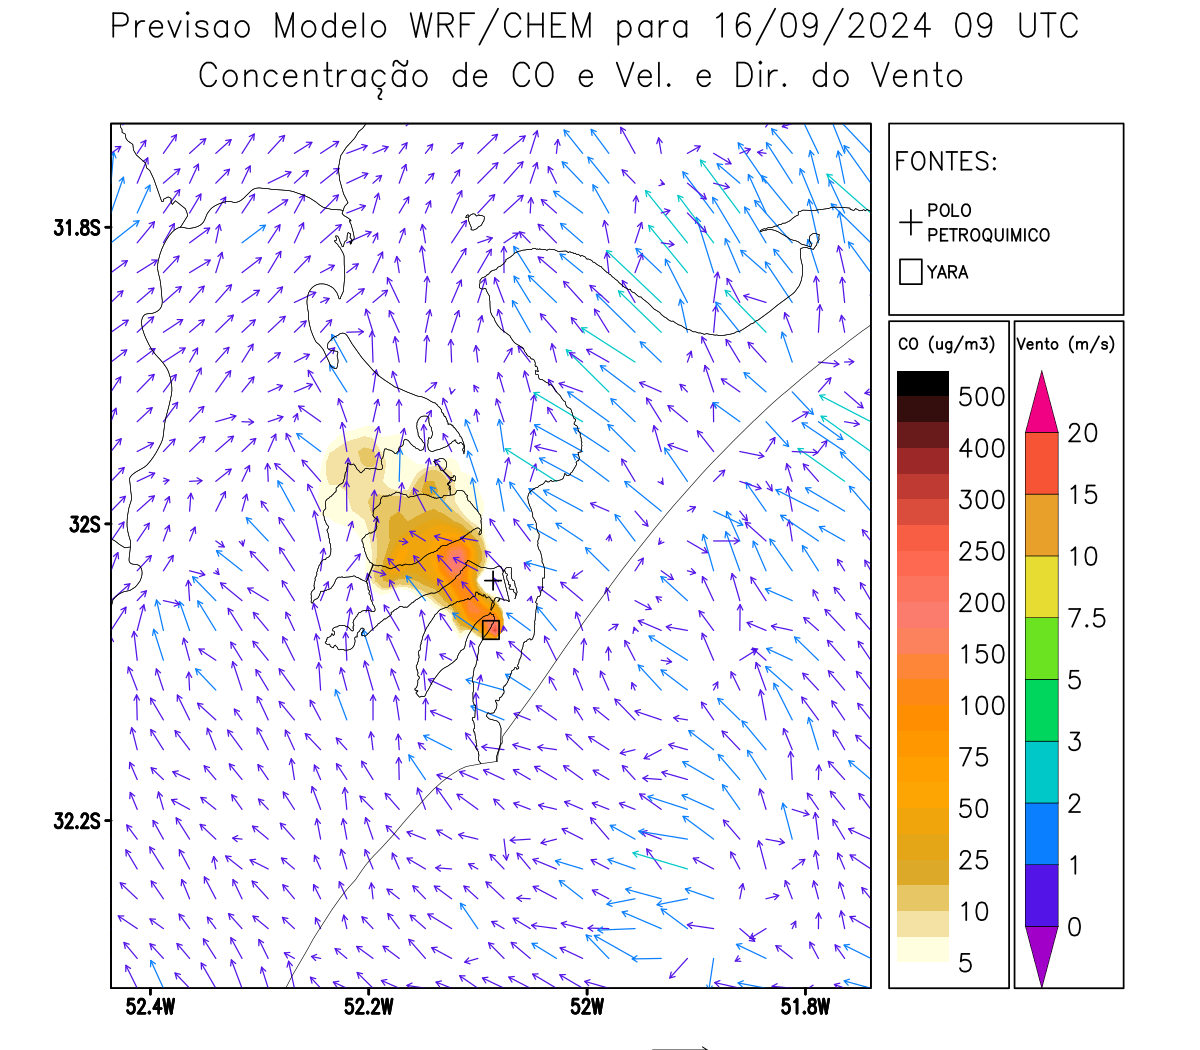 Previsao Modelo WRF/CHEM para 16/09/2024 09 UTC
Concentração de CO e Vel. e Dir. do Vento
FONTES:
POLO
PETROQUIMICO
YARA
CO (ug/m3)
500
400
300
250
200
150
100
75
50
25
10
5
Vento (m/s)
20
15
10
7.5
5
3
2
1
0
31.8S
32S
32.2S
52.4W
52.2W
52W
51.8W